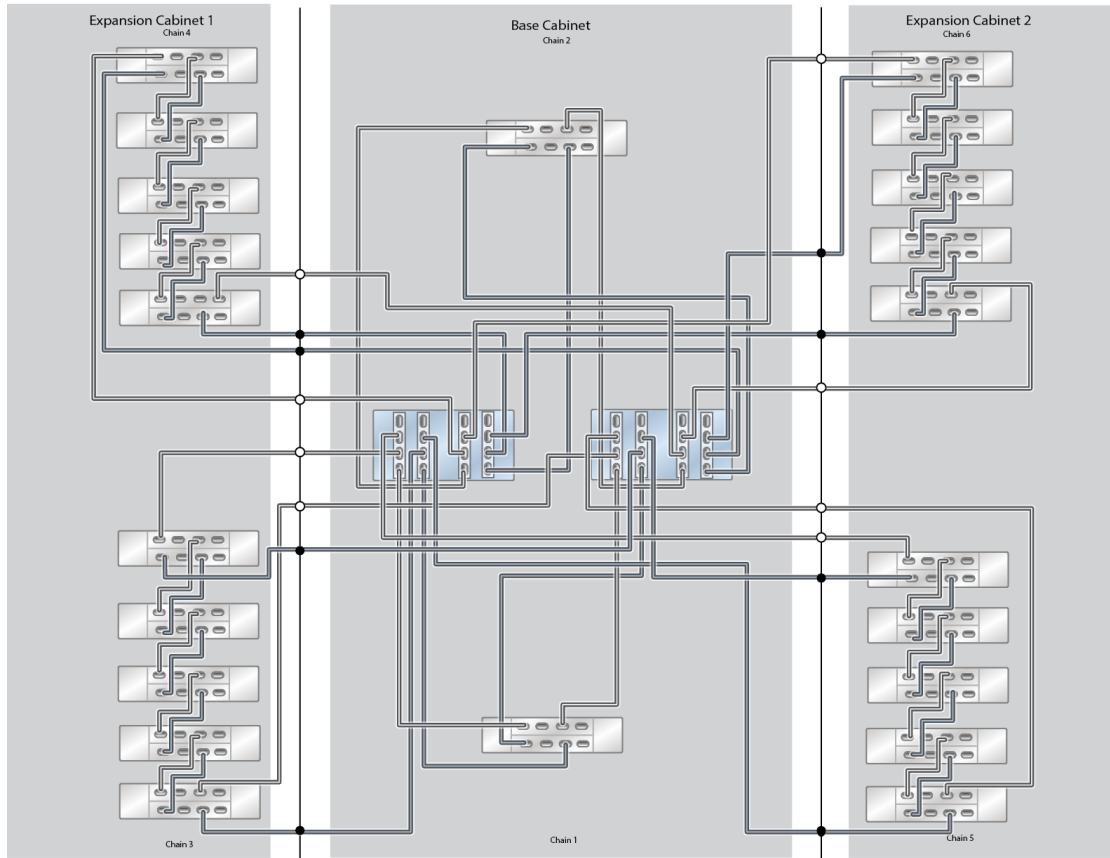 Expansion Cabinet 1
Chain 4
Base Cabinet
Chain 2
Expansion Cabinet 2
Chain 6
Chain 3
Chain 1
Chain 5